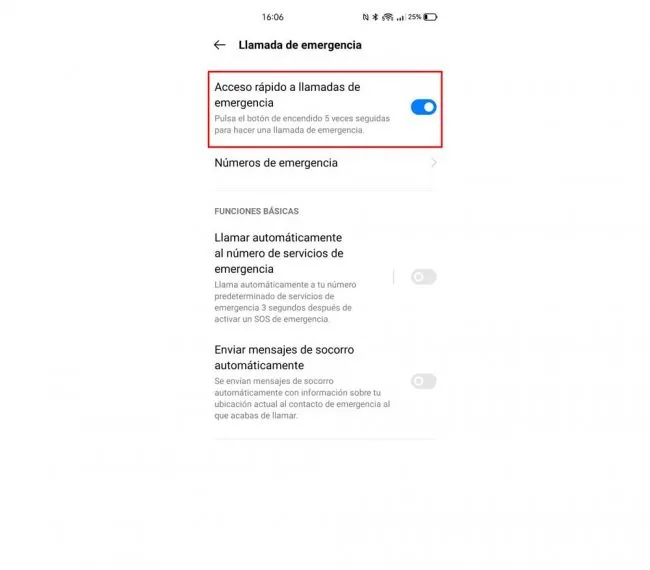 16:06 25%
Llamada de emergencia
Acceso rápido a llamadas de
emergencia
Pulsa el botón de encendido 5 veces seguidas
para hacer una llamada de emergencia.
Números de emergencia
FUNCIONES BÁSICAS
Llamar automáticamente
al número de servicios de
emergencia
Llama automáticamente a tu número
predeterminado de servicios de
emergencia 3 segundos después de
activar un SOS de emergencia.
Enviar mensajes de socorro
automáticamente
Se envían mensajes de socorro
automáticamente con información sobre tu
ubicación actual al contacto de emergencia al
que acabas de llamar.